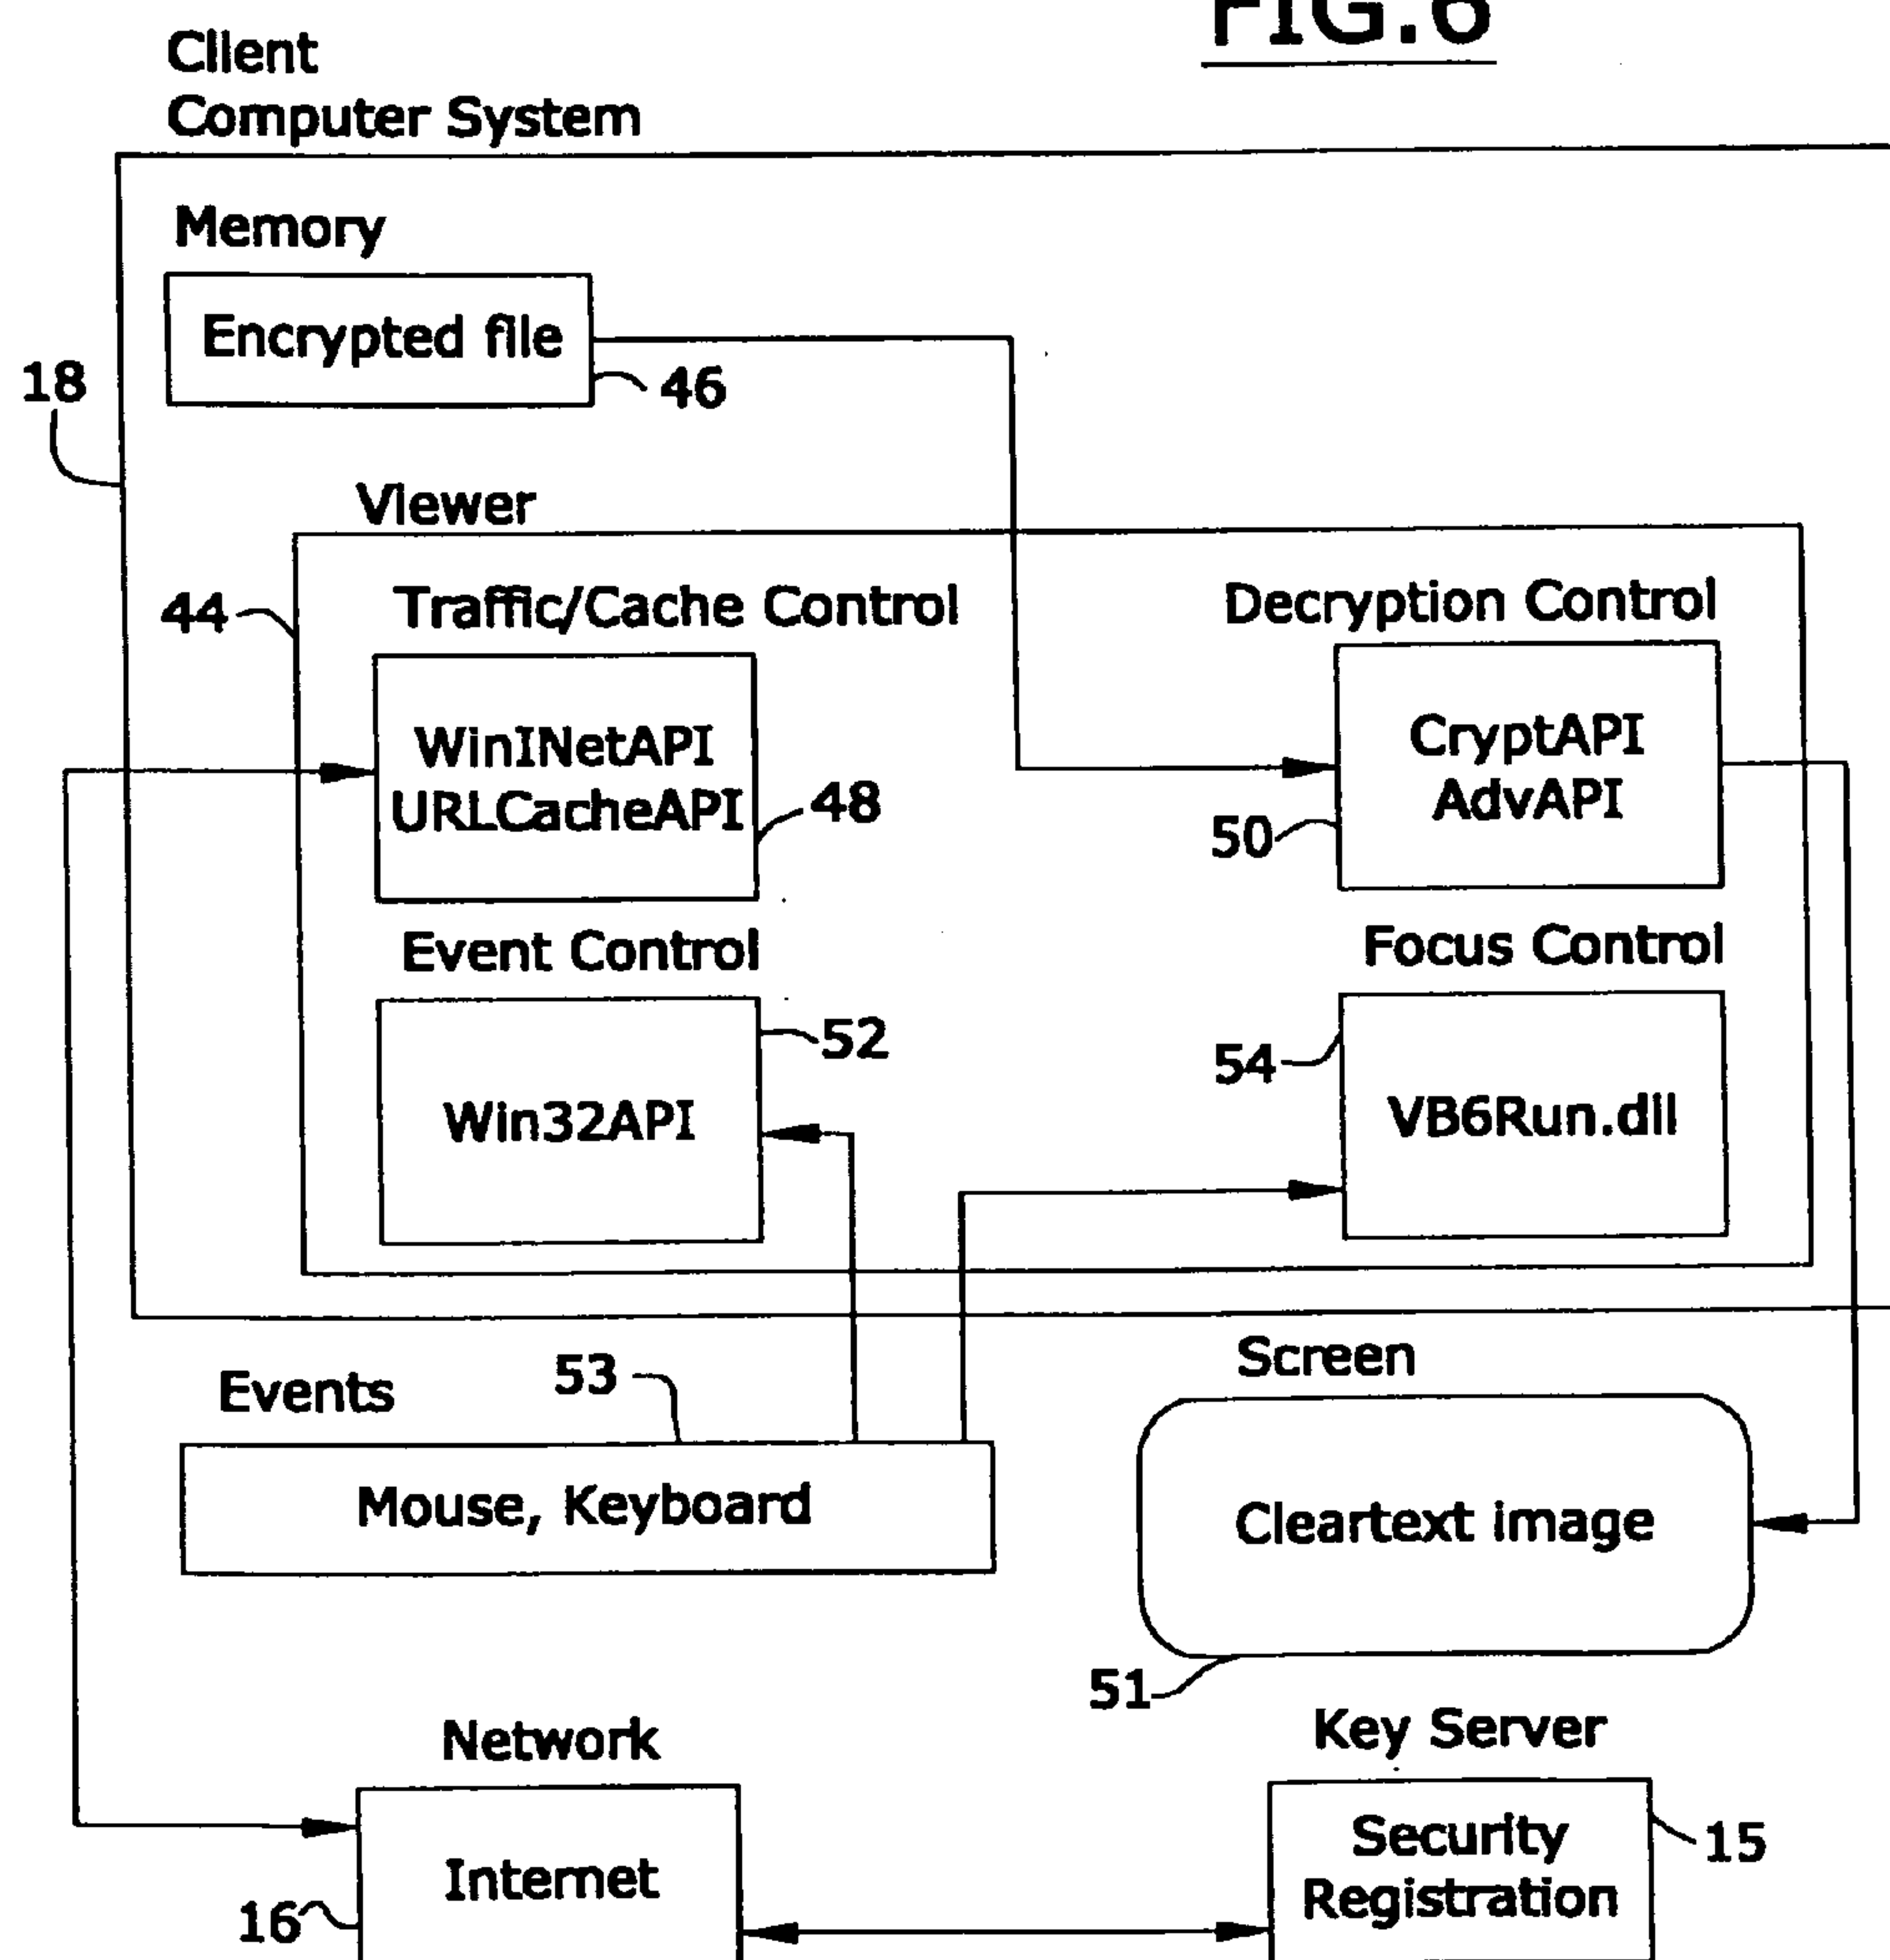 FIG.6
Client
Computer System
Memory
Encrypted file
46
18
Viewer
44
Traffic/Cache Control
Decryption Control
WinINetAPI
URLCacheAPI
48
CryptAPI
AdvAPI
50
Event Control
Focus Control
52
Win32API
54
VB6Run.dll
Events
53
Mouse, Keyboard
Screen
Cleartext image
51
Network
Internet
16
Key Server
Security
Registration
15